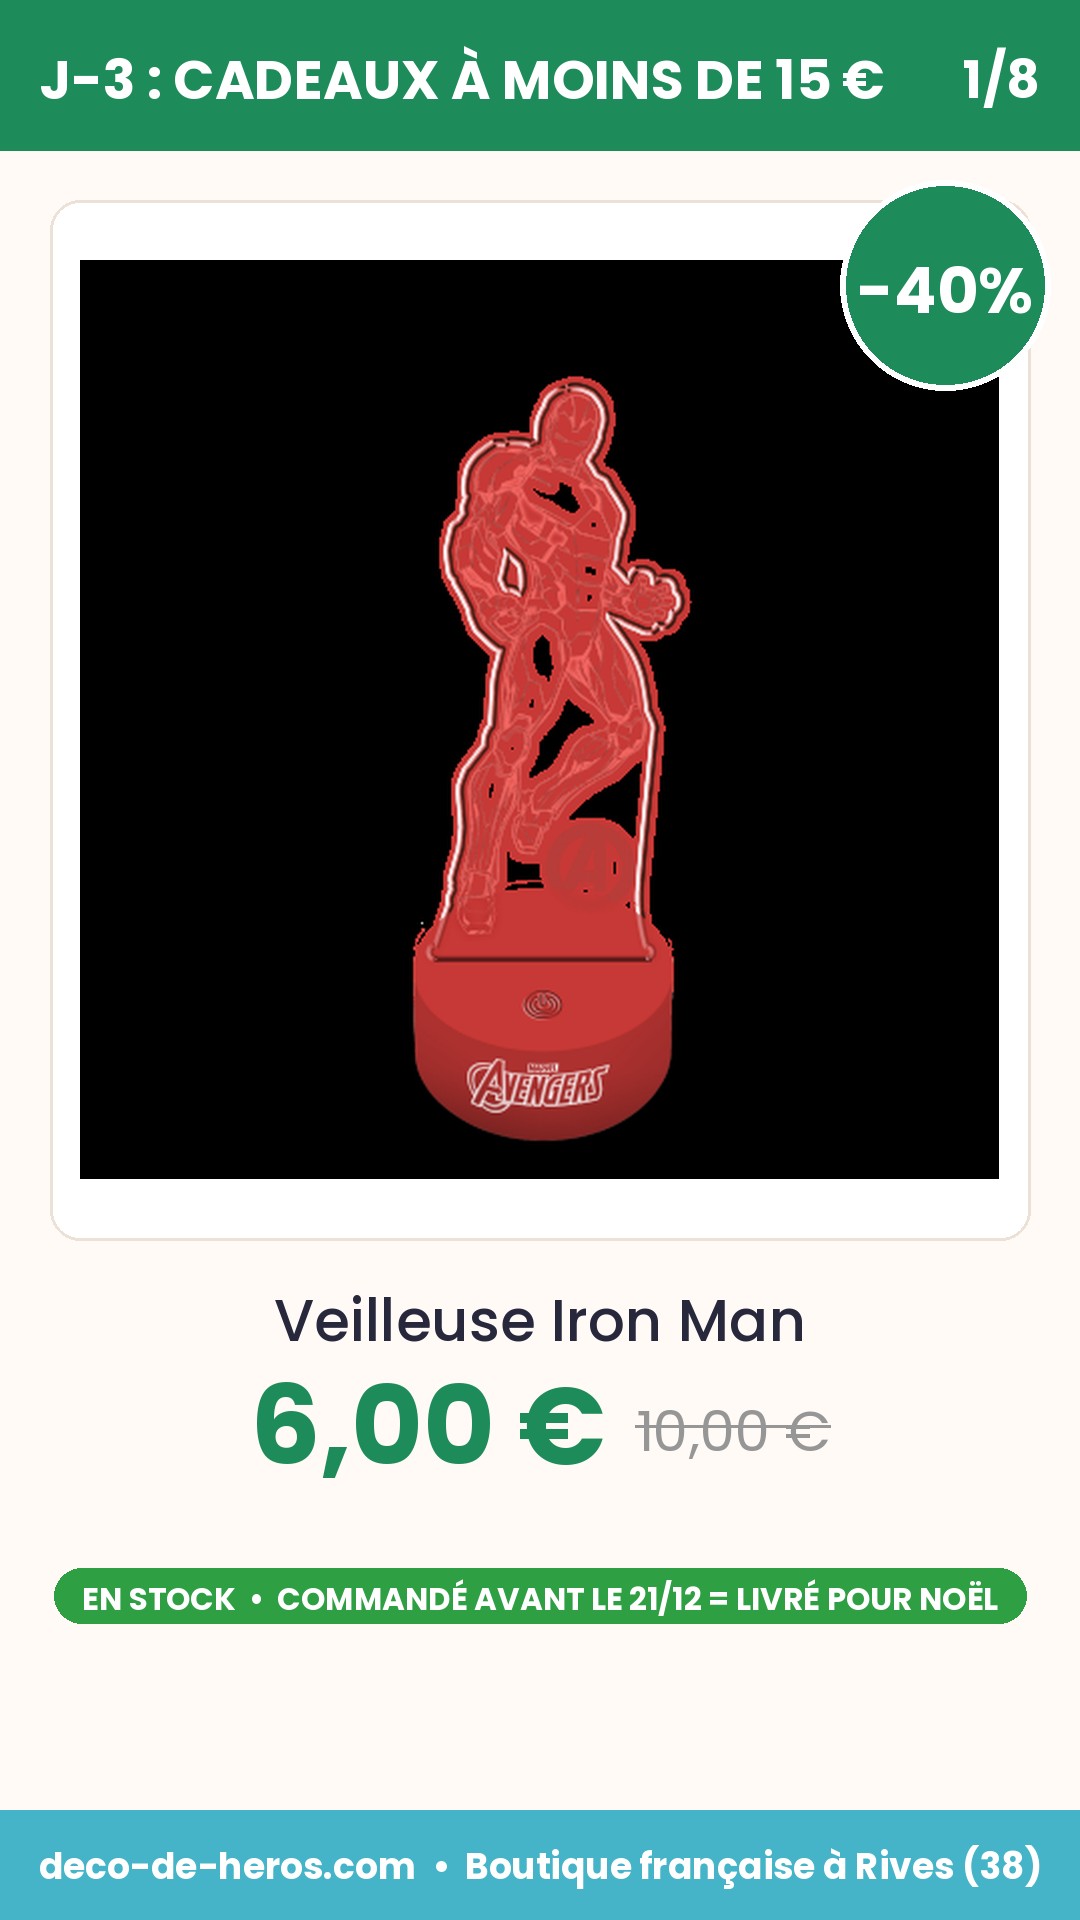 J-3 : CADEAUX À MOINS DE 15 € 1/8
-40%
MARVEL
AVENGERS
Veilleuse Iron Man
6,00 € 10,00 €
EN STOCK • COMMANDÉ AVANT LE 21/12 = LIVRÉ POUR NOËL
deco-de-heros.com • Boutique française à Rives (38)